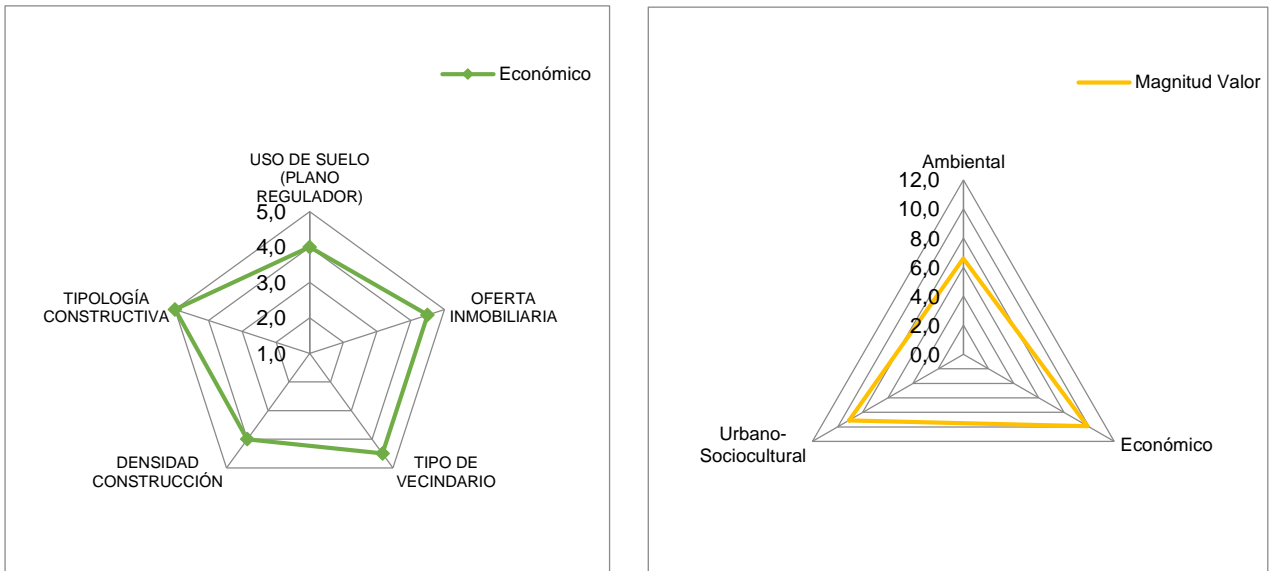 Económico
USO DE SUELO
(PLANO
REGULADOR)
5,0
4,0
3,0
2,0
1,0
TIPOLOGÍA
CONSTRUCTIVA
OFERTA
INMOBILIARIA
DENSIDAD
CONSTRUCCIÓN
TIPO DE
VECINDARIO
Magnitud Valor
Ambiental
12,0
10,0
8,0
6,0
4,0
2,0
0,0
Urbano-
Sociocultural
Económico